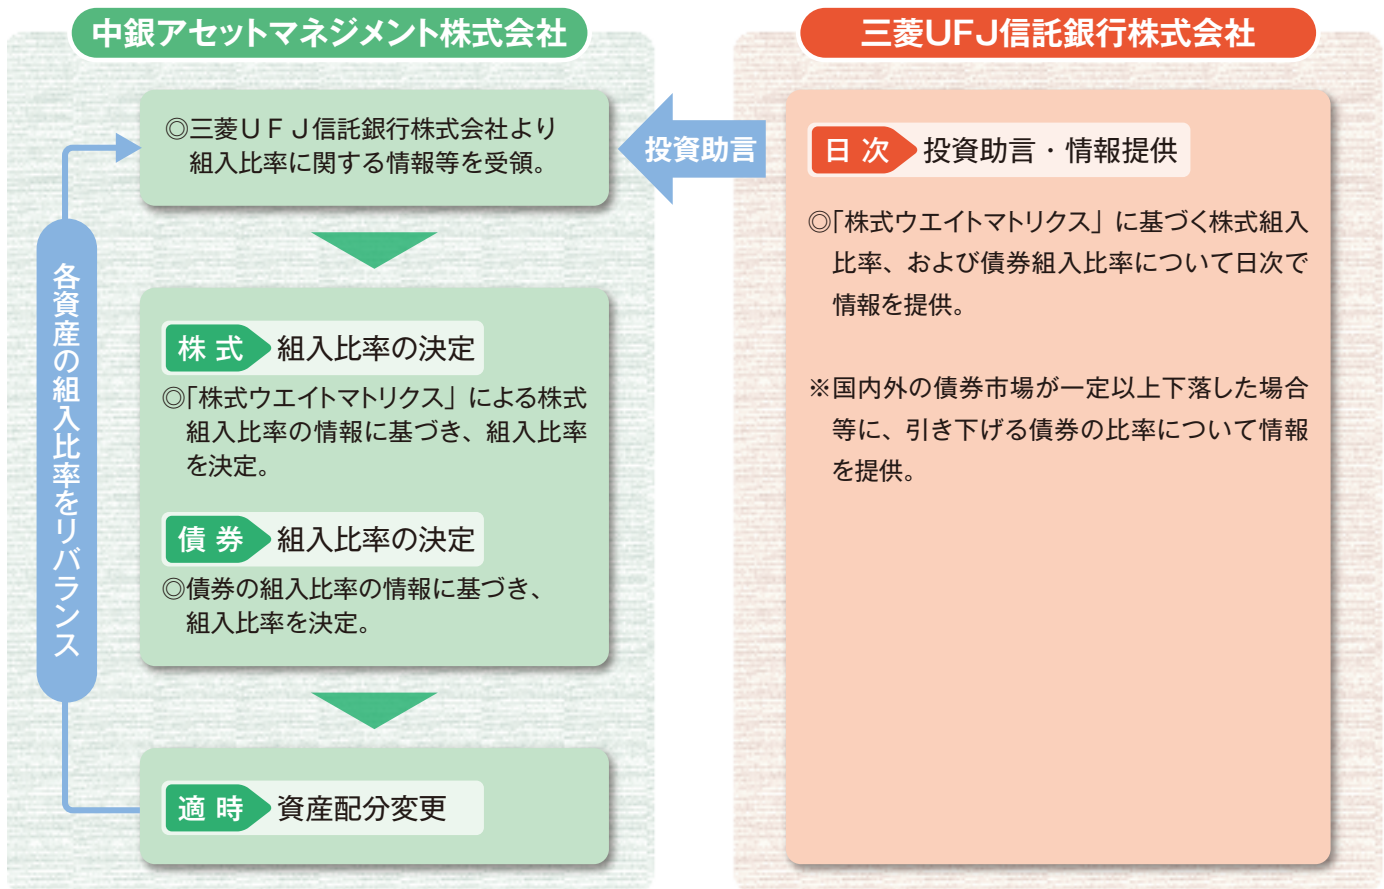 中銀アセットマネジメント株式会社
◎三菱UFJ信託銀行株式会社より
組入比率に関する情報等を受領。
株式 組入比率の決定
◎「株式ウエイトマトリクス」による株式
組入比率の情報に基づき、組入比率
を決定。
債券 組入比率の決定
◎債券の組入比率の情報に基づき、
組入比率を決定。
適時 資産配分変更
各資産の組入比率をリバランス
投資助言
三菱UFJ信託銀行株式会社
日次 投資助言・情報提供
◎「株式ウエイトマトリクス」に基づく株式組入
比率、および債券組入比率について日次で
情報を提供。
※国内外の債券市場が一定以上下落した場合
等に、引き下げる債券の比率について情報
を提供。